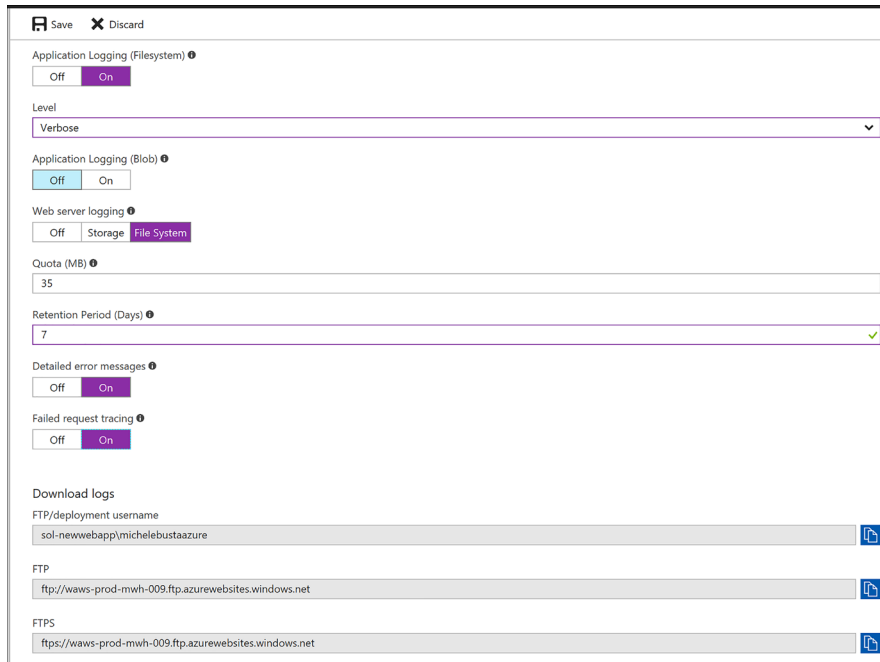 Save Discard
Application Logging (Filesystem)
Off On
Level
Verbose
Application Logging (Blob)
Off On
Web server logging
Off Storage File System
Quota (MB)
35
Retention Period (Days)
7
Detailed error messages
Off On
Failed request tracing
Off On
Download logs
FTP/deployment username
sol-newwebapp\michelebustaazure
FTP
ftp://waws-prod-mwh-009.ftp.azurewebsites.windows.net
FTPS
ftps://waws-prod-mwh-009.ftp.azurewebsites.windows.net